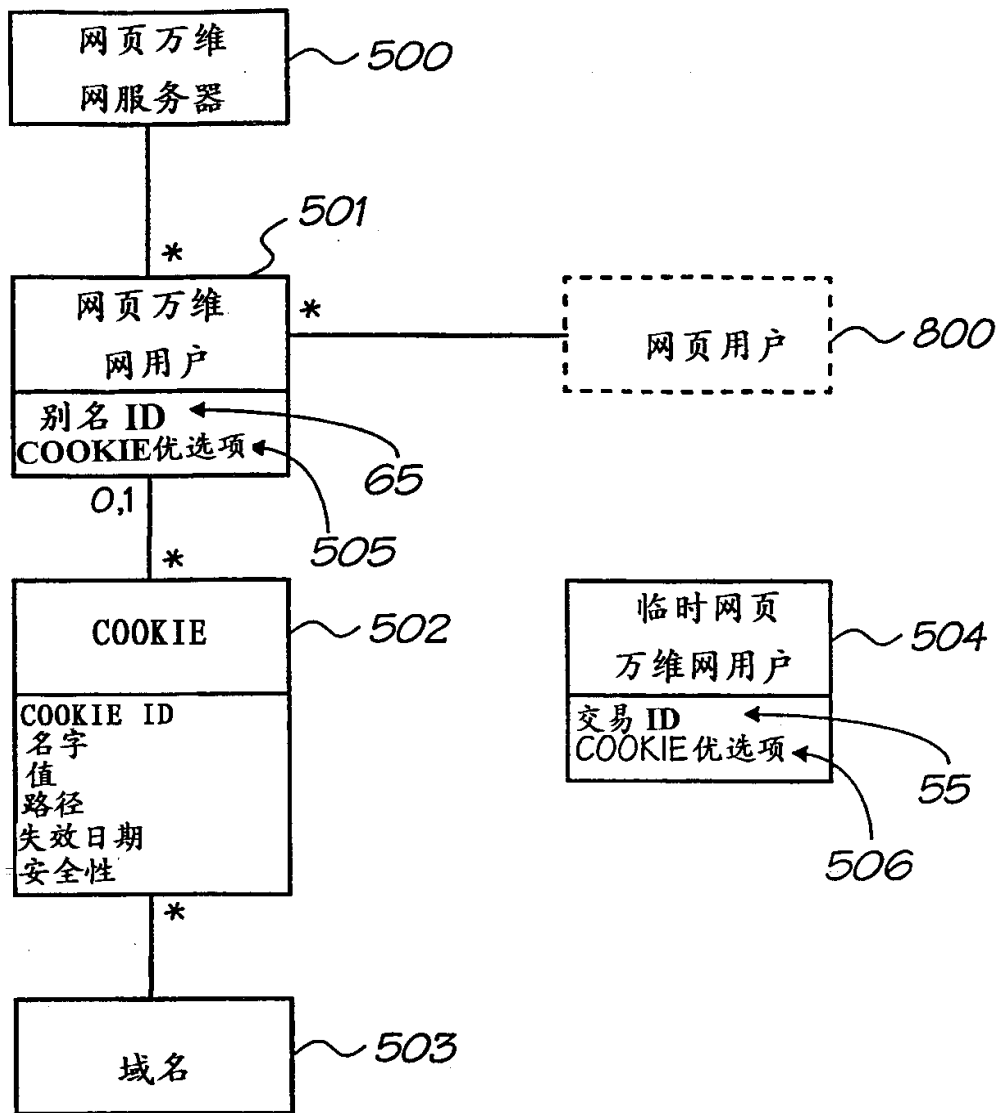 网页万维
网服务器
500
501
*
网页万维
网用户
*
网页用户
800
别名 ID
COOKIE优选项
65
505
0,1
*
COOKIE
502
COOKIE ID
名字
值
路径
失效日期
安全性
*
临时网页
万维网用户
504
交易 ID
COOKIE优选项
55
506
域名
503